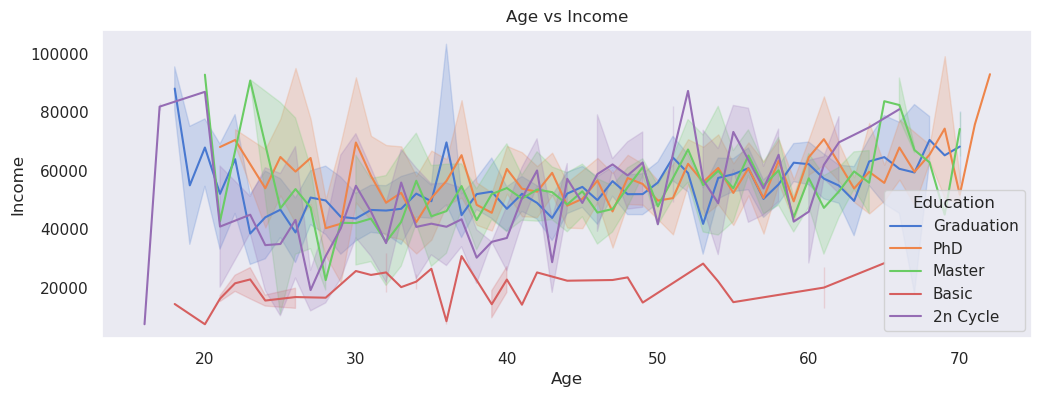 Age vs Income
Income
100000
80000
60000
40000
20000
20 30 40 50 60 70
Age
Education
Graduation
PhD
Master
Basic
2n Cycle